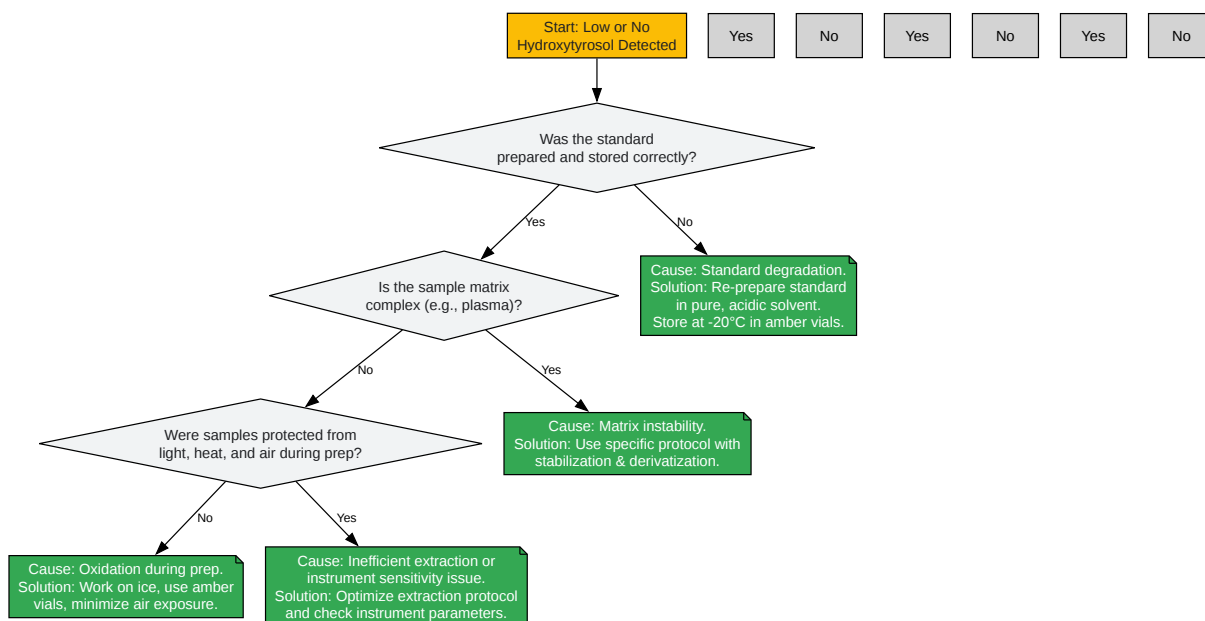 Start: Low or No
Hydroxytyrosol Detected
Yes
No
Yes
No
Yes
No
Was the standard
prepared and stored correctly?
Yes
No
Is the sample matrix
complex (e.g., plasma)?
Cause: Standard degradation.
Solution: Re-prepare standard
in pure, acidic solvent.
Store at -20°C in amber vials.
No
Yes
Were samples protected from
light, heat, and air during prep?
Cause: Matrix instability.
Solution: Use specific protocol with
stabilization & derivatization.
No
Yes
Cause: Oxidation during prep.
Solution: Work on ice, use amber
vials, minimize air exposure.
Cause: Inefficient extraction or
instrument sensitivity issue.
Solution: Optimize extraction protocol
and check instrument parameters.